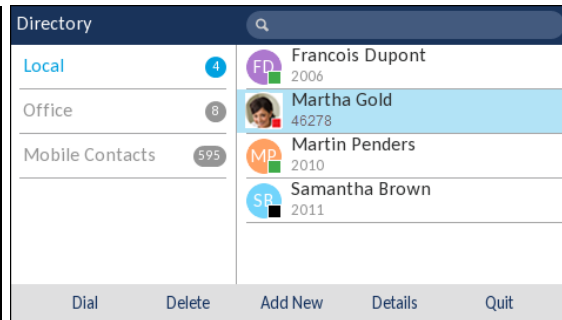 Directory
Local 4
Office 8
Mobile Contacts 595
FD Francois Dupont
2006
Martha Gold
46278
MP Martin Penders
2010
SB Samantha Brown
2011
Dial Delete Add New Details Quit